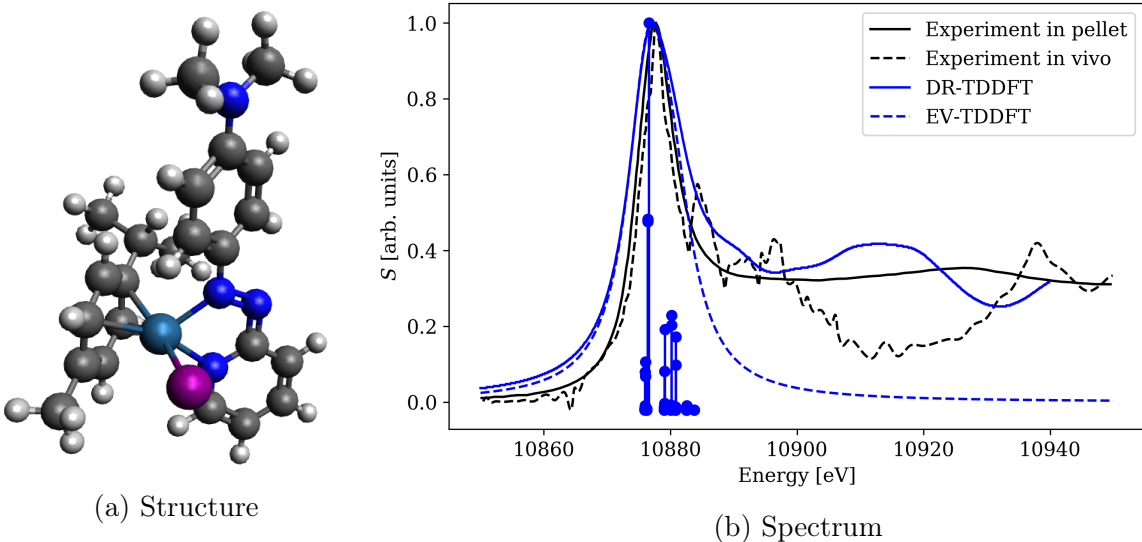 1.0
0.8
0.6
0.4
0.2
0.0
S [arb. units]
Experiment in pellet
Experiment in vivo
DR-TDDFT
EV-TDDFT
10860
10880
10900
10920
10940
Energy [eV]
(a) Structure
(b) Spectrum